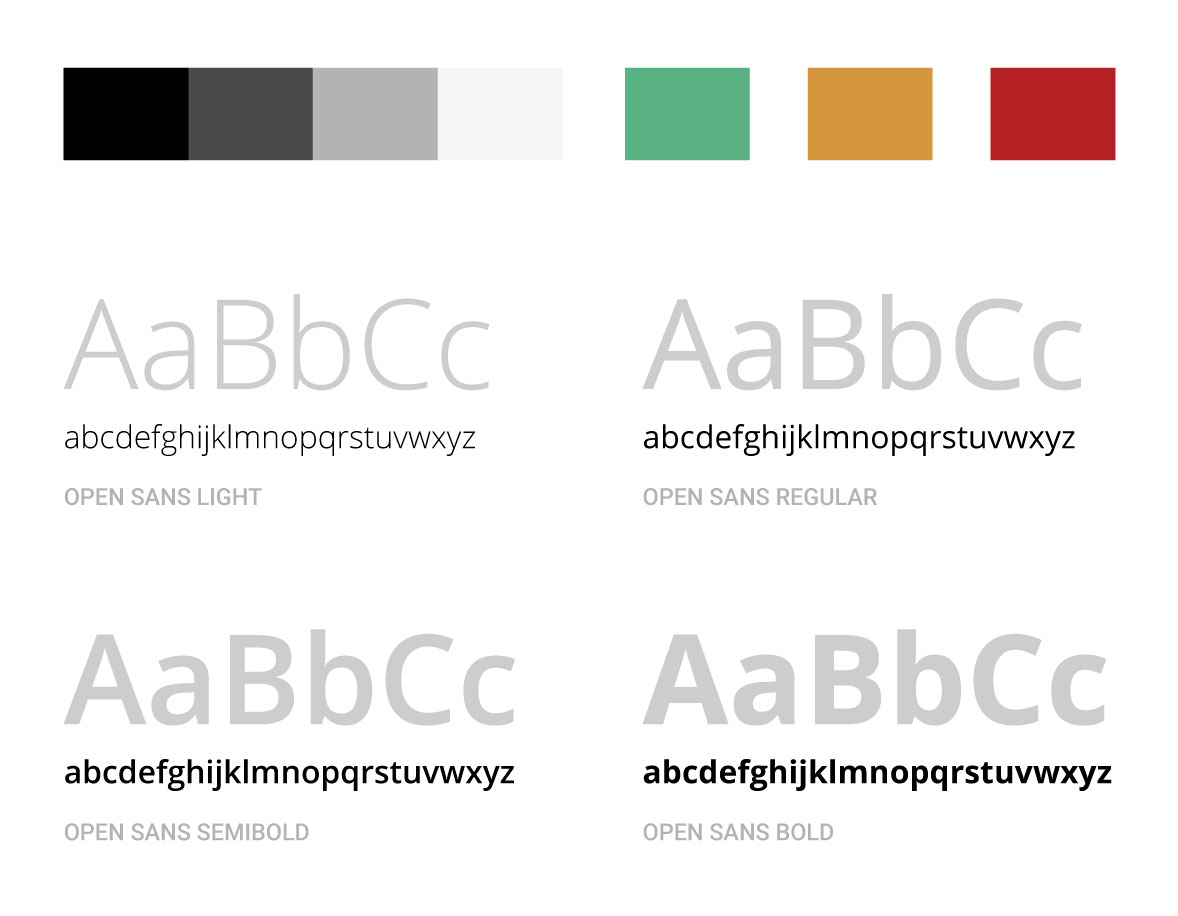 AaBbCc
abcdefghijklmnopqrstuvwxyz
OPEN SANS LIGHT
AaBbCc
abcdefghijklmnopqrstuvwxyz
OPEN SANS REGULAR
AaBbCc
abcdefghijklmnopqrstuvwxyz
OPEN SANS SEMIBOLD
AaBbCc
abcdefghijklmnopqrstuvwxyz
OPEN SANS BOLD